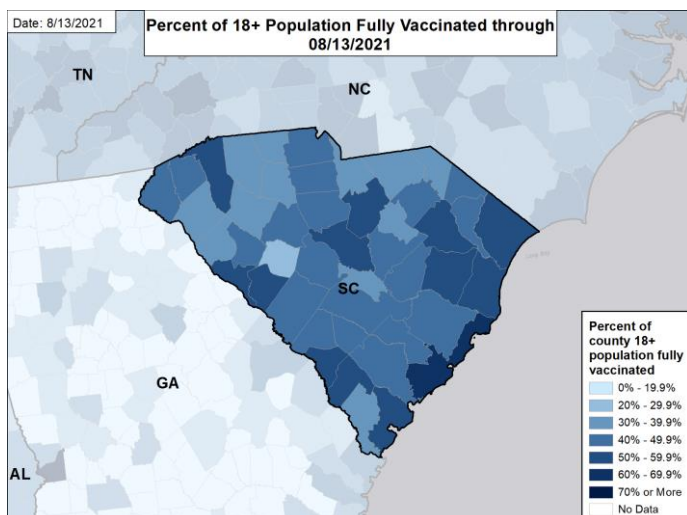 Date: 8/13/2021
Percent of 18+ Population Fully Vaccinated through
08/13/2021
TN
NC
SC
GA
AL
Percent of
county 18+
population fully
vaccinated
0% - 19.9%
20% - 29.9%
30% - 39.9%
40% - 49.9%
50% - 59.9%
60% - 69.9%
70% or More
No Data